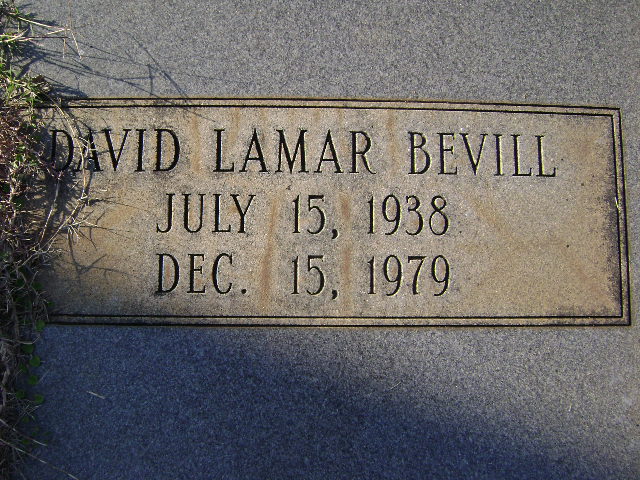 DAVID LAMAR BEVILL
JULY 15, 1938
DEC. 15, 1979